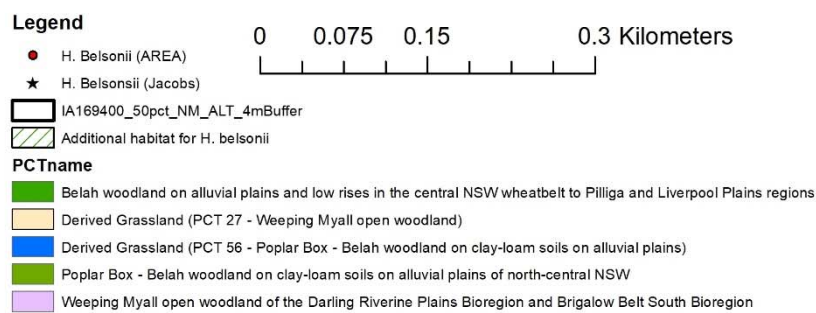 Legend
0 0.075 0.15 0.3 Kilometers
H. Belsonii (AREA)
H. Belsonsii (Jacobs)
IA169400_50pct_NM_ALT_4mBuffer
Additional habitat for H. belsonii
PCTname
Belah woodland on alluvial plains and low rises in the central NSW wheatbelt to Pilliga and Liverpool Plains regions
Derived Grassland (PCT 27 - Weeping Myall open woodland)
Derived Grassland (PCT 56 - Poplar Box - Belah woodland on clay-loam soils on alluvial plains)
Poplar Box - Belah woodland on clay-loam soils on alluvial plains of north-central NSW
Weeping Myall open woodland of the Darling Riverine Plains Bioregion and Brigalow Belt South Bioregion